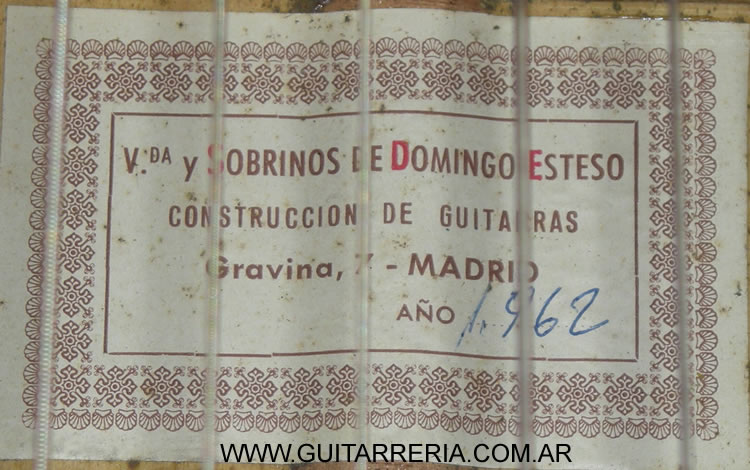 V.DA y SOBRINOS DE DOMINGO ESTESO
CONSTRUCCION DE GUITARRAS
Gravina, 7 - MADRID
AÑO 1.962
WWW.GUITARRERIA.COM.AR